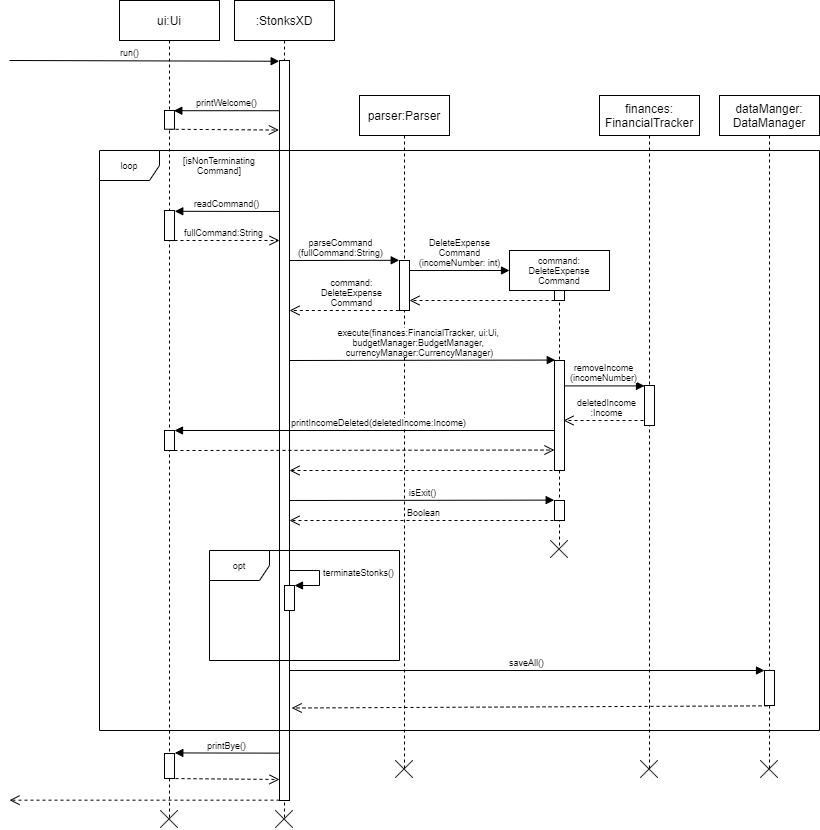 ui:Ui
:StonksXD
run()
printWelcome()
parser:Parser
finances:
FinancialTracker
dataManger:
DataManager
loop
[isNonTerminating
Command]
readCommand()
fullCommand:String
parseCommand
(fullCommand:String)
DeleteExpense
Command
(incomeNumber: int)
command:
DeleteExpense
Command
command:
DeleteExpense
Command
execute(finances:FinancialTracker, ui:Ui,
budgetManager:BudgetManager,
currencyManager:CurrencyManager)
removeIncome
(incomeNumber)
deletedIncome
:Income
printIncomeDeleted(deletedIncome:Income)
isExit()
Boolean
opt
terminateStonks()
saveAll()
printBye()